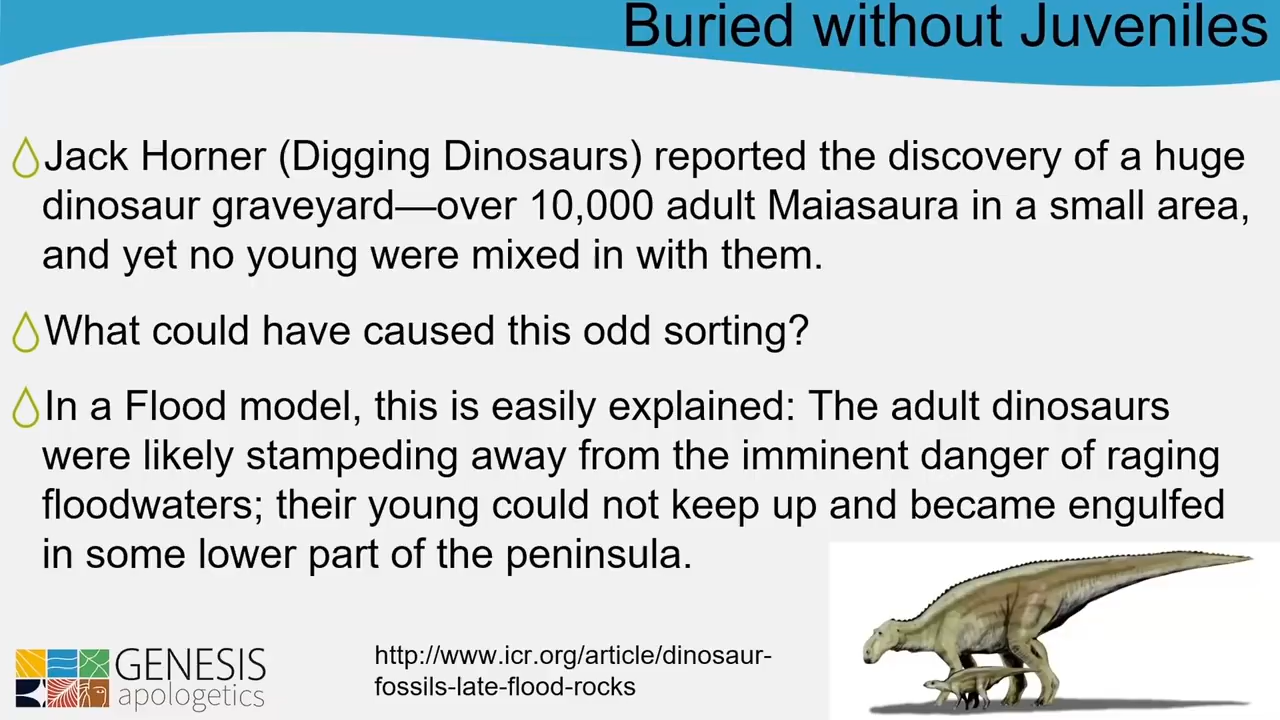 Buried without Juveniles
Jack Horner (Digging Dinosaurs) reported the discovery of a huge
dinosaur graveyard—over 10,000 adult Maiasaura in a small area,
and yet no young were mixed in with them.
What could have caused this odd sorting?
In a Flood model, this is easily explained: The adult dinosaurs
were likely stampeding away from the imminent danger of raging
floodwaters; their young could not keep up and became engulfed
in some lower part of the peninsula.
GENESIS
apologetics
http://www.icr.org/article/dinosaur-
fossils-late-flood-rocks